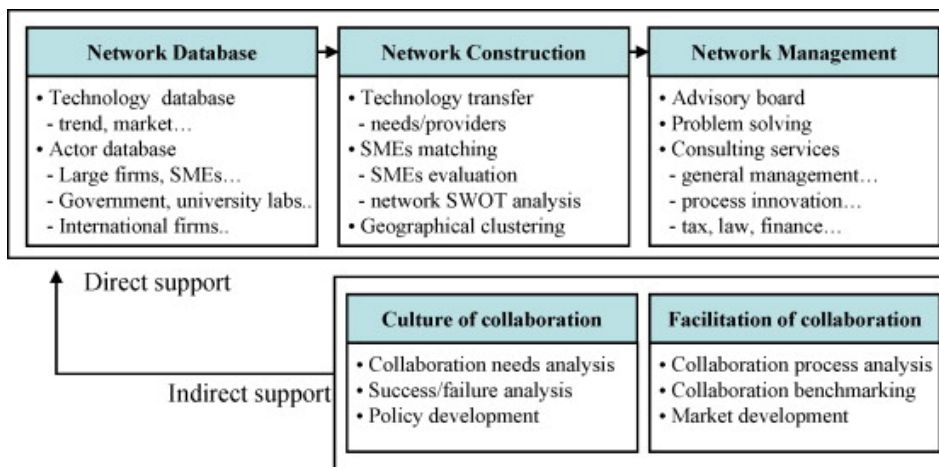 Network Database
• Technology database
- trend, market…
• Actor database
- Large firms, SMEs…
- Government, university labs..
- International firms..
Network Construction
• Technology transfer
- needs/providers
• SMEs matching
- SMEs evaluation
- network SWOT analysis
• Geographical clustering
Network Management
• Advisory board
• Problem solving
• Consulting services
- general management…
- process innovation…
- tax, law, finance…
Direct support
Indirect support
Culture of collaboration
• Collaboration needs analysis
• Success/failure analysis
• Policy development
Facilitation of collaboration
• Collaboration process analysis
• Collaboration benchmarking
• Market development